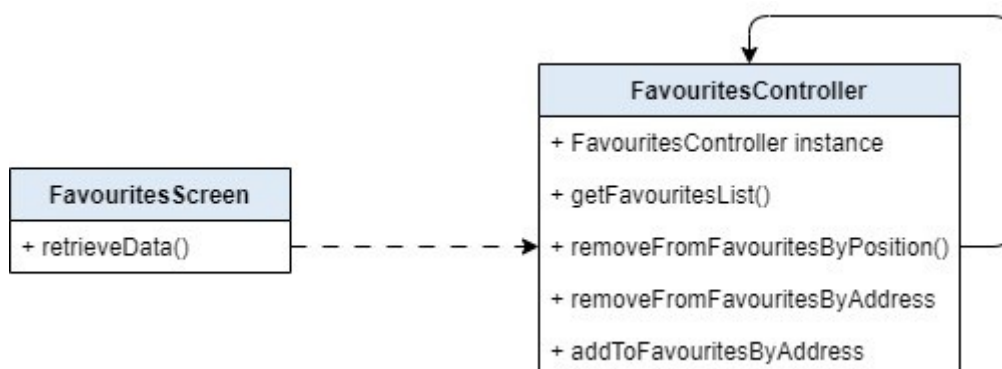 FavouritesController
+ FavouritesController instance
+ getFavouritesList()
+ removeFromFavouritesByPosition()
+ removeFromFavouritesByAddress
+ addToFavouritesByAddress
FavouritesScreen
+ retrieveData()